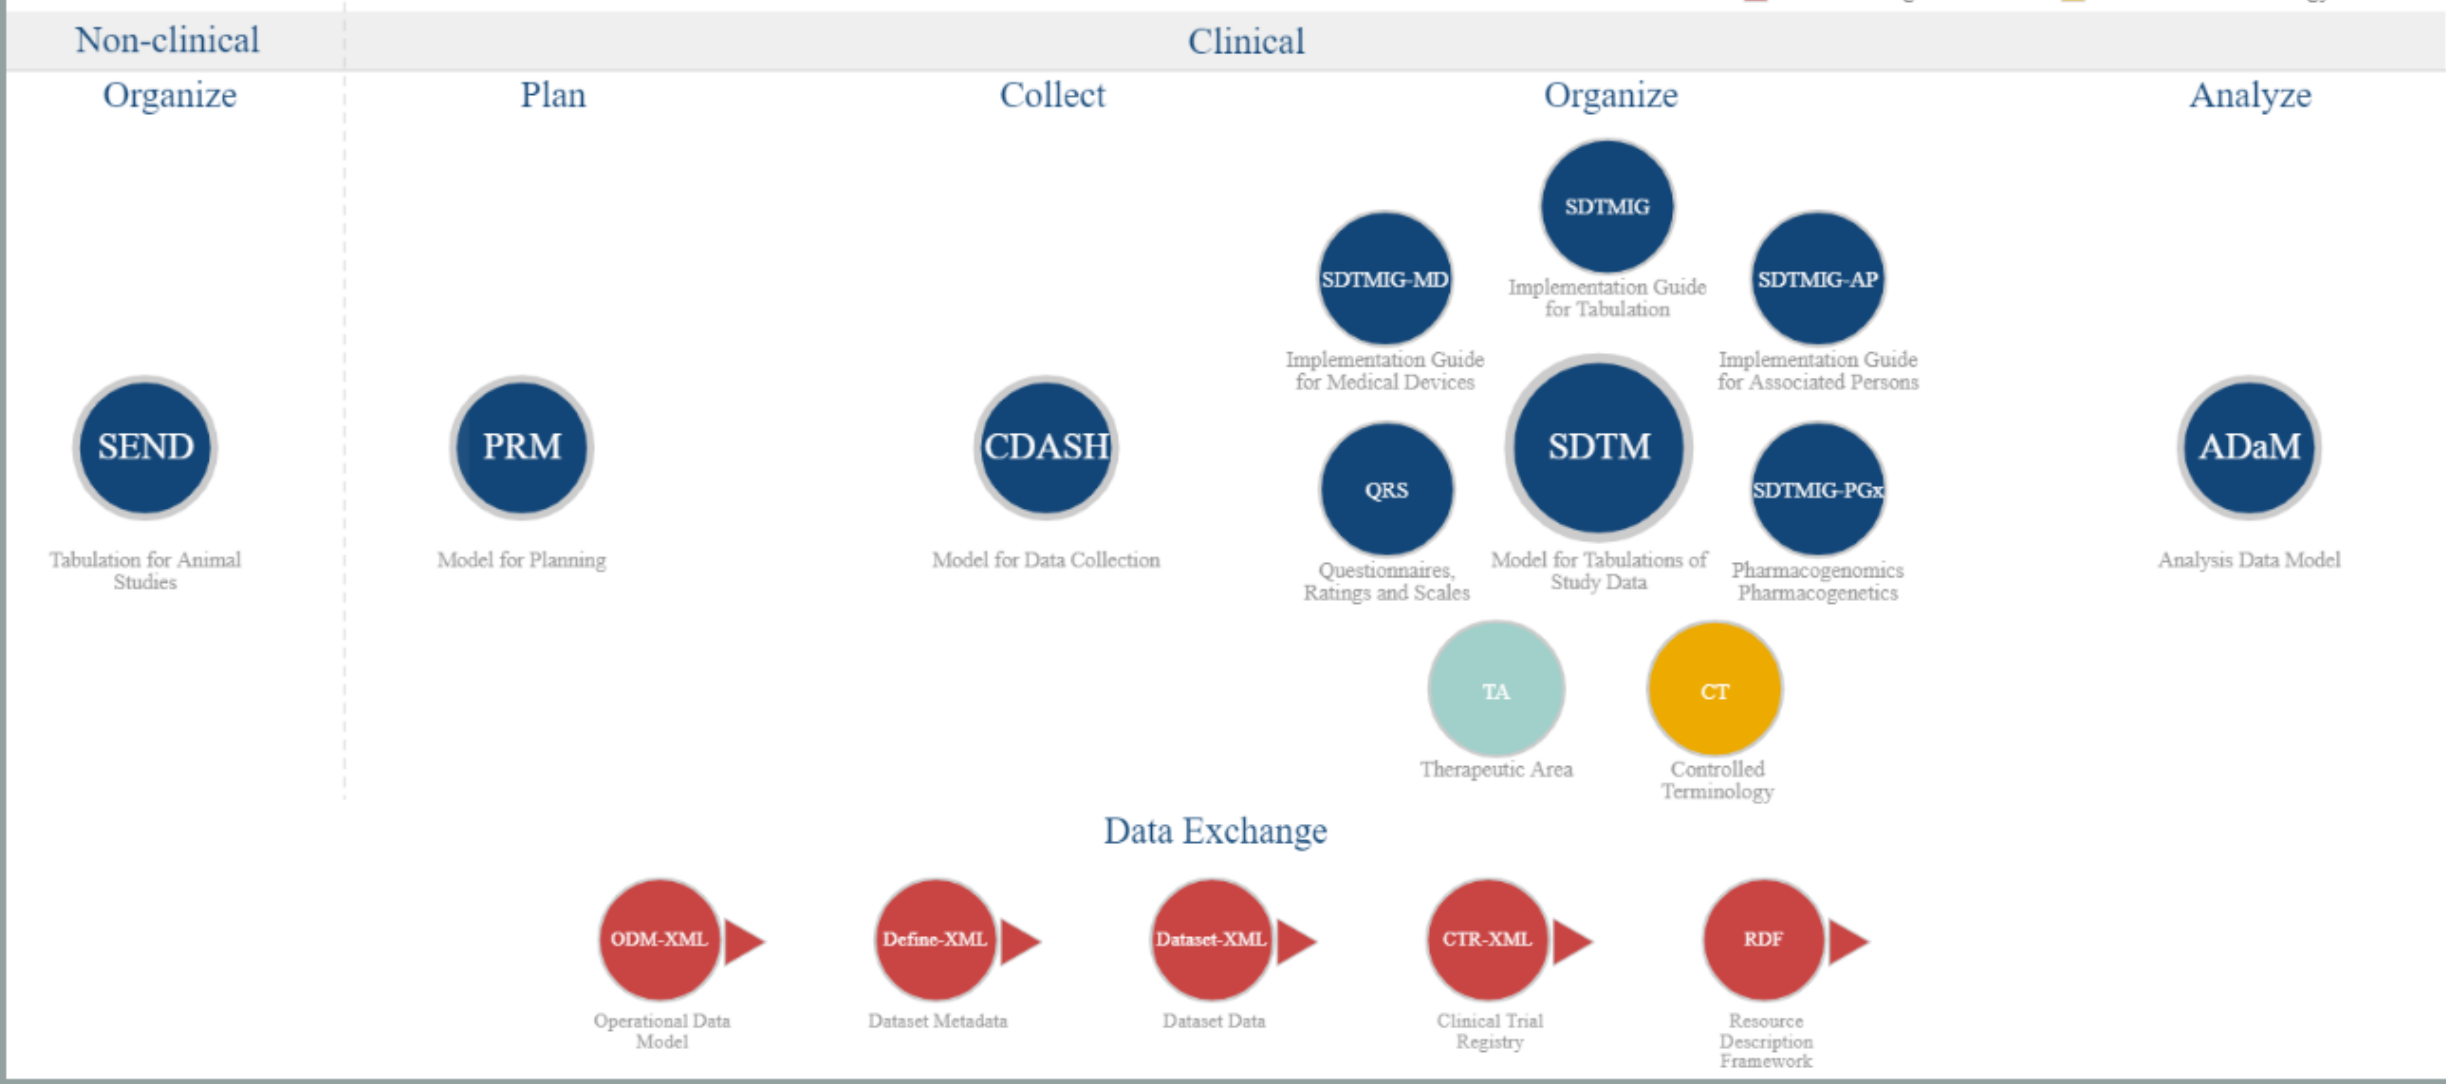 Non-clinical
Clinical
Organize
Plan
Collect
Organize
Analyze
SDTMIG
Implementation Guide
for Tabulation
SDTMIG-MD
Implementation Guide
for Medical Devices
SDTMIG-AP
Implementation Guide
for Associated Persons
SEND
Tabulation for Animal
Studies
PRM
Model for Planning
CDASH
Model for Data Collection
QRS
Questionnaires,
Ratings and Scales
SDTM
Model for Tabulations of
Study Data
SDTMIG-PGx
Pharmacogenomics
Pharmacogenetics
ADaM
Analysis Data Model
TA
Therapeutic Area
CT
Controlled
Terminology
Data Exchange
ODM-XML
Operational Data
Model
Define-XML
Dataset Metadata
Dataset-XML
Dataset Data
CTR-XML
Clinical Trial
Registry
RDF
Resource
Description
Framework